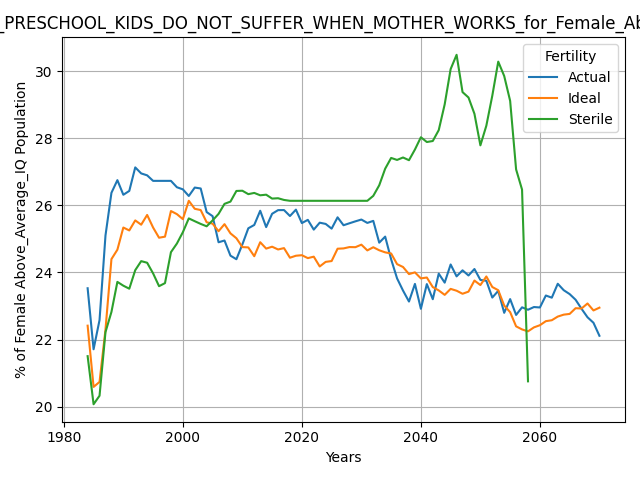 _PRESCHOOL_KIDS_DO_NOT_SUFFER_WHEN_MOTHER_WORKS_for_Female_Ab
% of Female Above_Average_IQ Population
30
28
26
24
22
20
1980
2000
2020
2040
2060
Years
Fertility
Actual
Ideal
Sterile